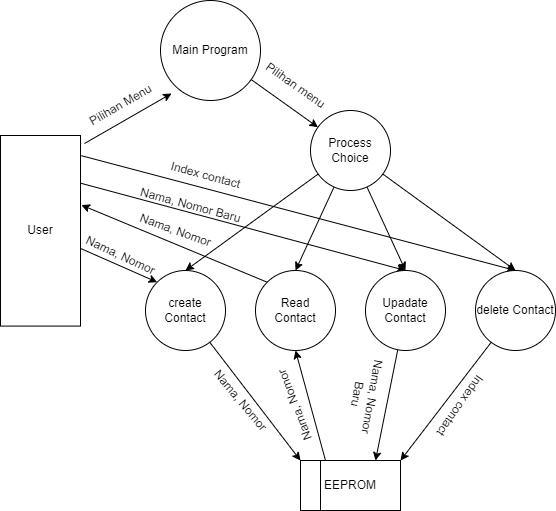 Main Program
Pilihan Menu
Pilihan menu
Process
Choice
Index contact
Nama, Nomor Baru
Nama, Nomor
User
Nama, Nomor
create
Contact
Read
Contact
Upadate
Contact
delete Contact
Nama, Nomor
Nama, Nomor
Nama, Nomor
Baru
Index contact
EEPROM